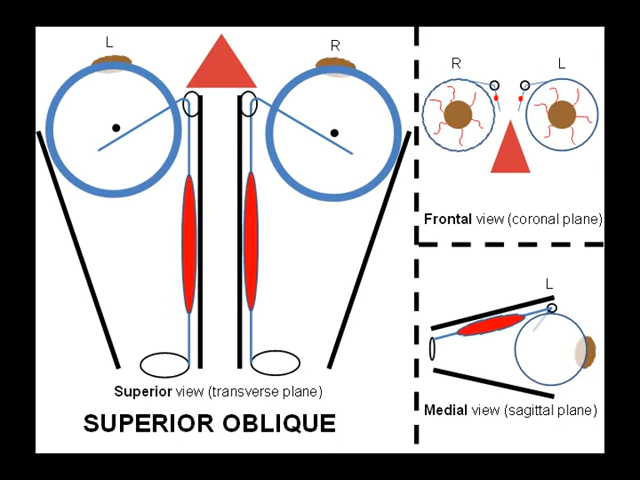 L
R
Superior view (transverse plane)
SUPERIOR OBLIQUE
R
L
Frontal view (coronal plane)
L
Medial view (sagittal plane)